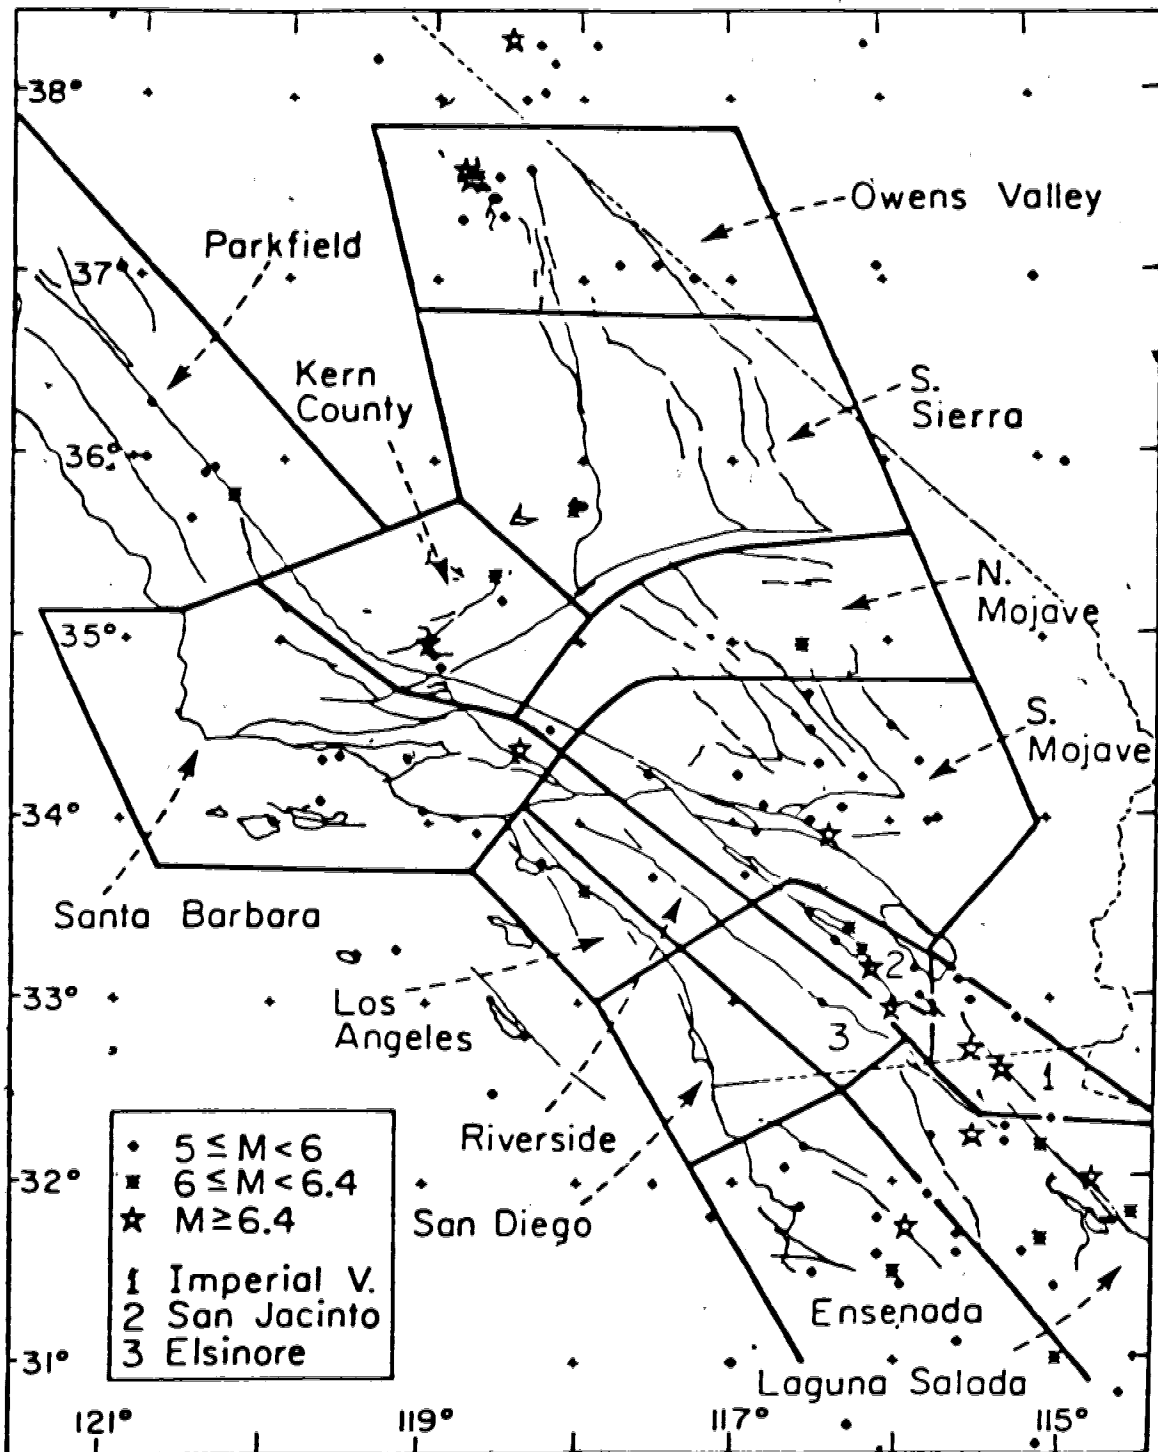 38°
Owens Valley
Parkfield
37
Kern
County
S.
Sierra
36°
N.
Mojave
35°
S.
Mojave
34°
Santa Barbara
2
33°
Los
Angeles
3
1
Riverside
San Diego
32°
5 ≤ M < 6
6 ≤ M < 6.4
M ≥ 6.4
1 Imperial V.
2 San Jacinto
3 Elsinore
Ensenada
Laguna Salada
31°
121° 119° 117° 115°